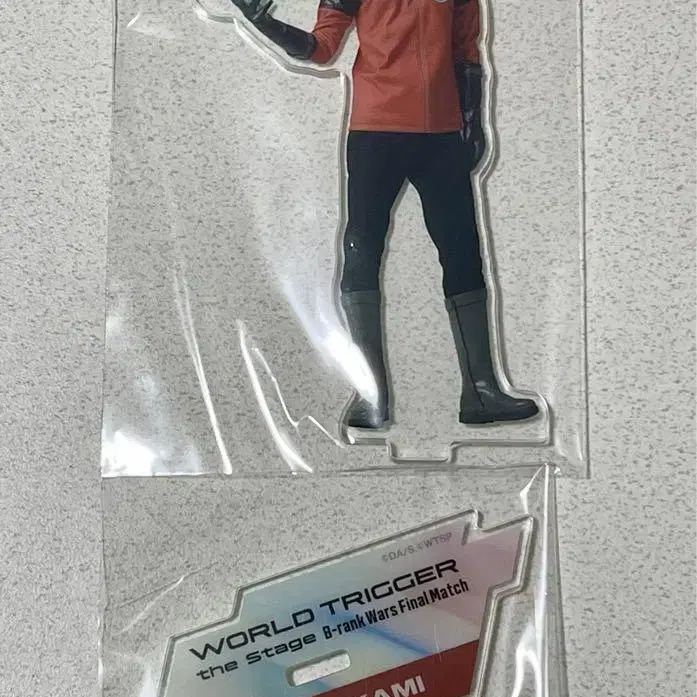 ©DA/S,©WTSP
WORLD TRIGGER
the Stage B-rank Wars Final Match